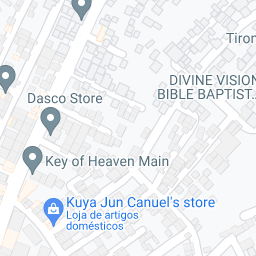 Tiron
DIVINE VISION
BIBLE BAPTIST...
Dasco Store
Key of Heaven Main
Kuya Jun Canuel's store
Loja de artigos
domésticos